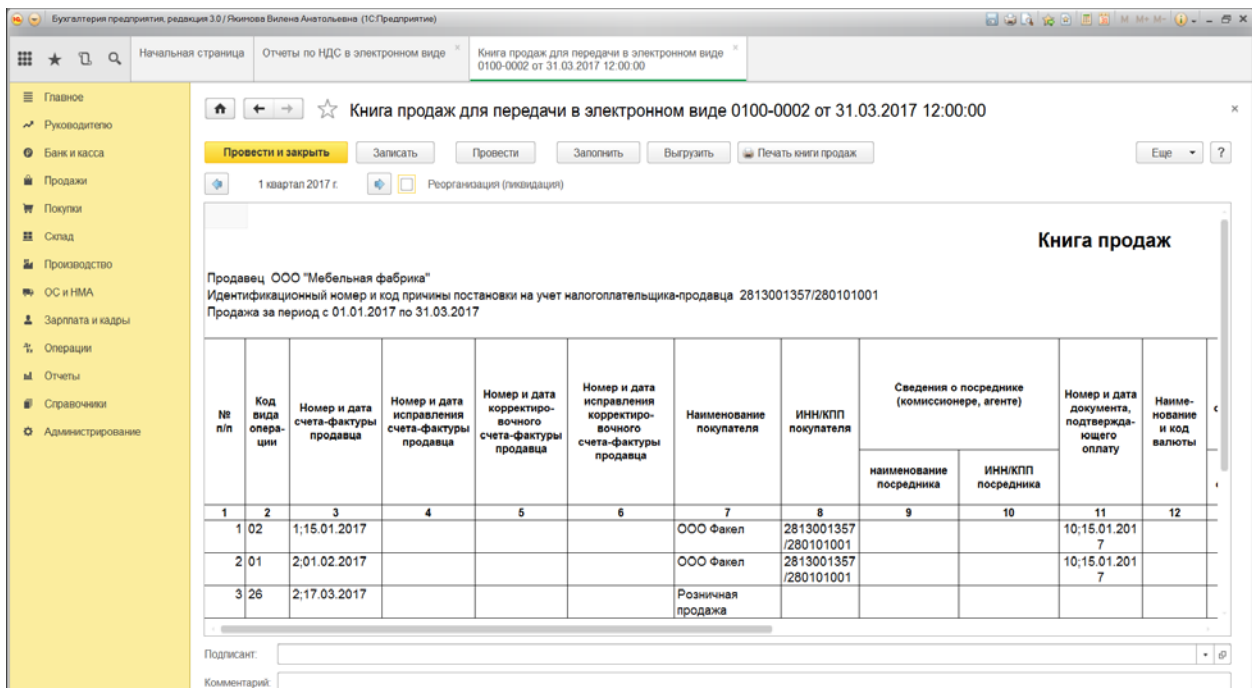 Бухгалтерия предприятия, редакция 3.0 / Якимова Вилена Анатольевна (1С:Предприятие)
M M+ M-
Начальная страница
Отчеты по НДС в электронном виде
Книга продаж для передачи в электронном виде
0100-0002 от 31.03.2017 12:00:00
Главное
Руководителю
Банк и касса
Продажи
Покупки
Склад
Производство
ОС и НМА
Зарплата и кадры
Операции
Отчеты
Справочники
Администрирование
Книга продаж для передачи в электронном виде 0100-0002 от 31.03.2017 12:00:00
Провести и закрыть Записать Провести Заполнить Выгрузить Печать книги продаж Еще ?
1 квартал 2017 г. Реорганизация (ликвидация)
Книга продаж
Продавец ООО "Мебельная фабрика"
Идентификационный номер и код причины постановки на учет налогоплательщика-продавца 2813001357/280101001
Продажа за период с 01.01.2017 по 31.03.2017
№
п/п
Код
вида
опера-
ции
Номер и дата
счета-фактуры
продавца
Номер и дата
исправления
счета-фактуры
продавца
Номер и дата
корректиро-
вочного
счета-фактуры
продавца
Номер и дата
исправления
корректиро-
вочного
счета-фактуры
продавца
Наименование
покупателя
ИНН/КПП
покупателя
Сведения о посреднике
(комиссионере, агенте)
наименование
посредника
ИНН/КПП
посредника
Номер и дата
документа,
подтвержда-
ющего
оплату
Наиме-
нование
и код
валюты
1 2 3 4 5 6 7 8 9 10 11 12
1 02 1;15.01.2017 ООО Факел 2813001357 10;15.01.201
/280101001 7
2 01 2;01.02.2017 ООО Факел 2813001357 10;15.01.201
/280101001 7
3 26 2;17.03.2017 Розничная
продажа
Подписант:
Комментарий: